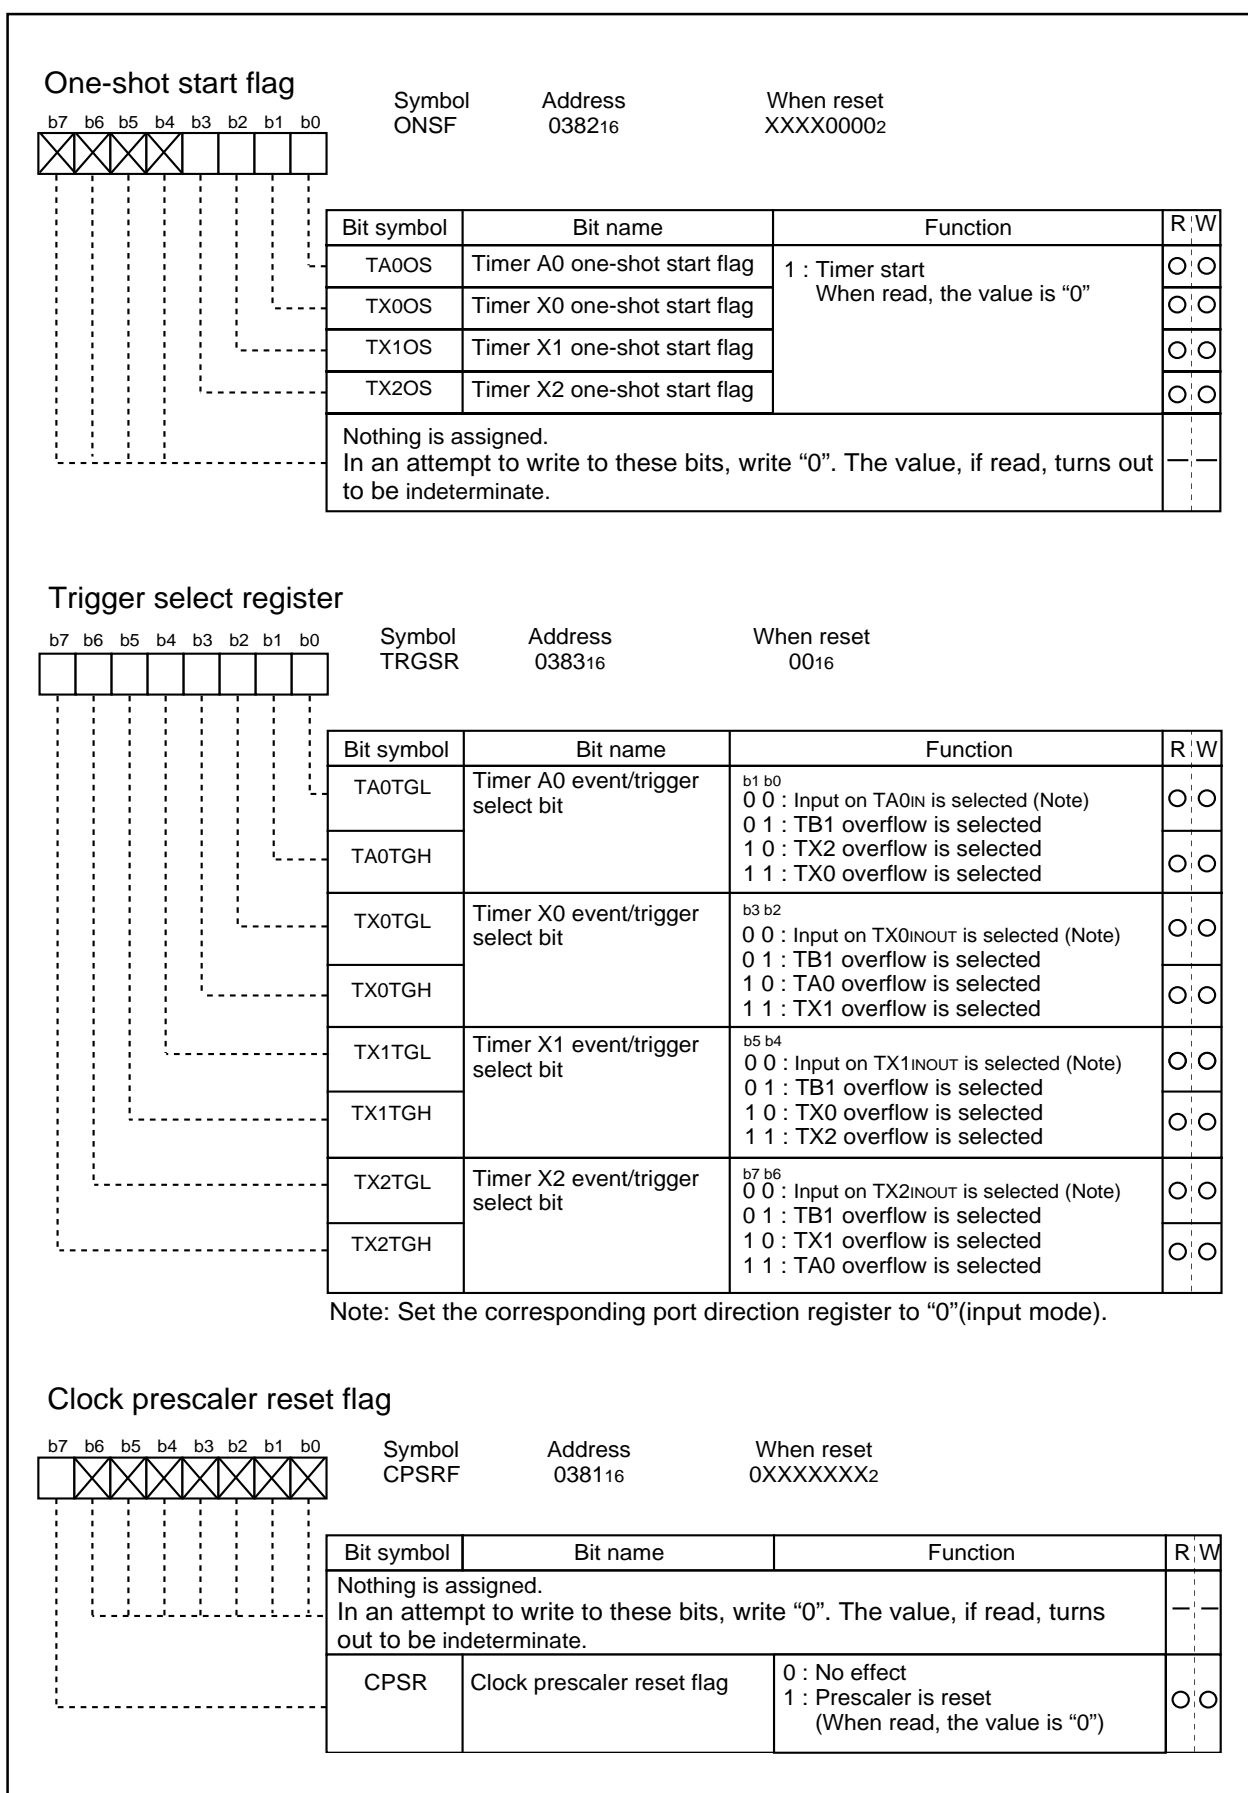 One-shot start flag
Symbol Address When reset
b7 b6 b5 b4 b3 b2 b1 b0 ONSF 038216 XXXX00002
Bit symbol Bit name Function R W
TA0OS Timer A0 one-shot start flag 1 : Timer start
When read, the value is “0”
TX0OS Timer X0 one-shot start flag
TX1OS Timer X1 one-shot start flag
TX2OS Timer X2 one-shot start flag
Nothing is assigned.
In an attempt to write to these bits, write “0”. The value, if read, turns out
to be indeterminate.
Trigger select register
b7 b6 b5 b4 b3 b2 b1 b0 Symbol Address When reset
TRGSR 038316 0016
Bit symbol Bit name Function R W
TA0TGL Timer A0 event/trigger
select bit
b1 b0
0 0 : Input on TA0IN is selected (Note)
0 1 : TB1 overflow is selected
TA0TGH 1 0 : TX2 overflow is selected
1 1 : TX0 overflow is selected
TX0TGL Timer X0 event/trigger
select bit
b3 b2
0 0 : Input on TX0INOUT is selected (Note)
0 1 : TB1 overflow is selected
TX0TGH 1 0 : TA0 overflow is selected
1 1 : TX1 overflow is selected
TX1TGL Timer X1 event/trigger
select bit
b5 b4
0 0 : Input on TX1INOUT is selected (Note)
0 1 : TB1 overflow is selected
TX1TGH 1 0 : TX0 overflow is selected
1 1 : TX2 overflow is selected
TX2TGL Timer X2 event/trigger
select bit
b7 b6
0 0 : Input on TX2INOUT is selected (Note)
0 1 : TB1 overflow is selected
TX2TGH 1 0 : TX1 overflow is selected
1 1 : TA0 overflow is selected
Note: Set the corresponding port direction register to “0”(input mode).
Clock prescaler reset flag
b7 b6 b5 b4 b3 b2 b1 b0 Symbol Address When reset
CPSRF 038116 0XXXXXXX2
Bit symbol Bit name Function R W
Nothing is assigned.
In an attempt to write to these bits, write “0”. The value, if read, turns
out to be indeterminate.
CPSR Clock prescaler reset flag 0 : No effect
1 : Prescaler is reset
(When read, the value is “0”)